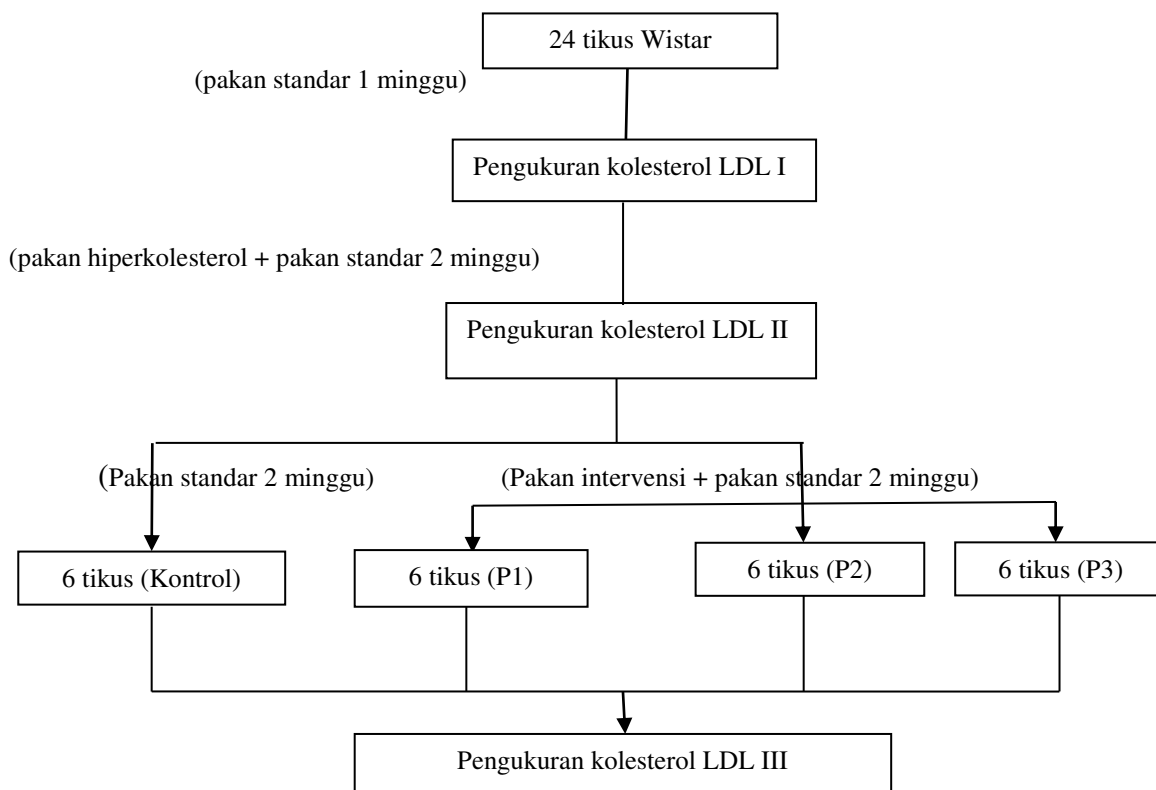 24 tikus Wistar
(pakan standar 1 minggu)
Pengukuran kolesterol LDL I
(pakan hiperkolesterol + pakan standar 2 minggu)
Pengukuran kolesterol LDL II
(Pakan standar 2 minggu)
(Pakan intervensi + pakan standar 2 minggu)
6 tikus (Kontrol)
6 tikus (P1)
6 tikus (P2)
6 tikus (P3)
Pengukuran kolesterol LDL III